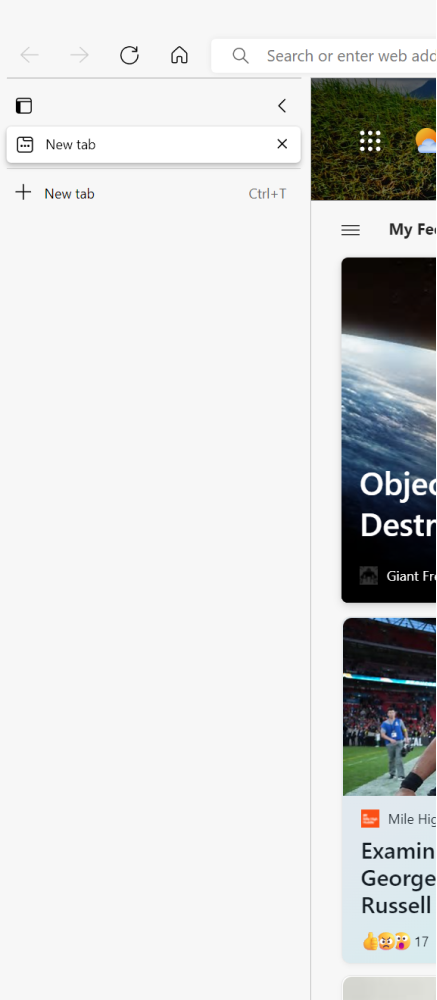 Search or enter web add
New tab
New tab
Ctrl+T
My Fee
Objec
Destr
Giant Fr
Mile Hig
Examin
George
Russell
17